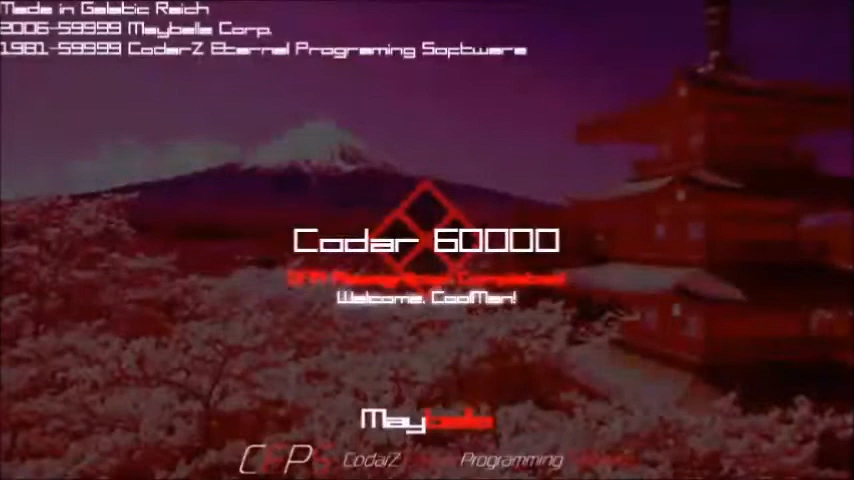 Made in Galatic Reich
2006-59999 Maybelle Corp.
1981-59999 CodarZ Eternal Programing Software
Codar 60000
Completed
Welcome, CoolMan!
Maybelle
CEPS CodarZ Programming